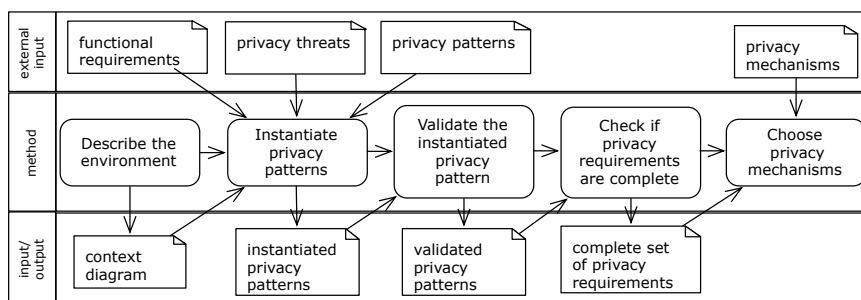 external
input
functional
requirements
privacy threats
privacy patterns
privacy
mechanisms
method
Describe the
environment
Instantiate
privacy
patterns
Validate the
instantiated
privacy
pattern
Check if
privacy
requirements
are complete
Choose
privacy
mechanisms
input/
output
context
diagram
instantiated
privacy
patterns
validated
privacy
patterns
complete set
of privacy
requirements